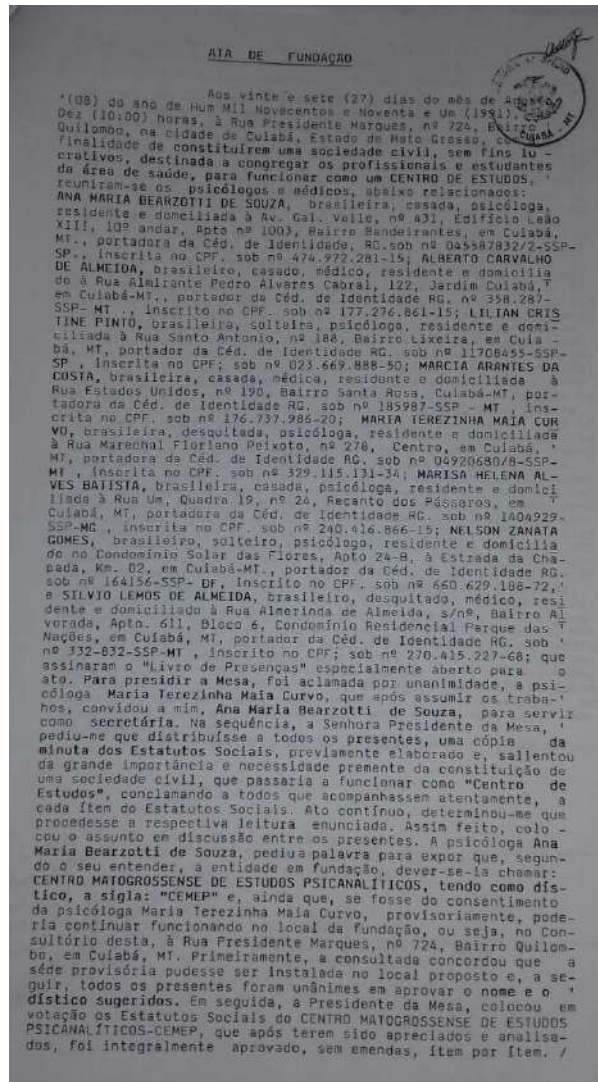 ATA DE FUNDAÇÃO
CUIABÁ - MT
Aos vinte e sete (27) dias do mês de
'(08) do ano de Hum Mil Novecentos e Noventa e Um (1991),
Dez (10:00) horas, à Rua Presidente Marques, nº 724, Bairro
Quilombo, na cidade de Cuiabá, Estado de Mato Grosso,
finalidade de constituírem uma sociedade civil, sem fins lu -
crativos, destinada a congregar os profissionais e estudantes
da área de saúde, para funcionar como um CENTRO DE ESTUDOS, '
reuniram-se os psicólogos e médicos, abaixo relacionados:
ANA MARIA BEARZOTTI DE SOUZA, brasileira, casada, psicóloga,
residente e domiciliada à Av. Gal. Valle, nº 431, Edifício Leão
XIII, 10º andar, Apto nº 1003, Bairro Bandeirantes, em Cuiabá,
MT., portadora da Céd. de Identidade, RG.sob nº 045587832/2-SSP-
SP., inscrita no CPF. sob nº 474.972.281-15; ALBERTO CARVALHO
DE ALMEIDA, brasileiro, casado, médico, residente e domicilia
do à Rua Almirante Pedro Alvares Cabral, 122, Jardim Cuiabá,'
em Cuiabá-MT., portador da Céd. de Identidade RG. nº 358.287-
SSP- MT ., inscrito no CPF. sob nº 177.276.861-15; LILIAN CRIS
TINE PINTO, brasileira, solteira, psicóloga, residente e domi-
ciliada à Rua Santo Antonio, nº 188, Bairro Lixeira, em Cuia -
bá, MT, portador da Céd. de Identidade RG. sob nº 11708455-SSP-
SP , inscrita no CPF; sob nº 023.669.888-50; MARCIA ARANTES DA
COSTA, brasileira, casada, médica, residente e domiciliada à
Rua Estados Unidos, nº 190, Bairro Santa Rosa, Cuiabá-MT, por-
tadora da Céd. de Identidade RG. sob nº 185987-SSP - MT , ins-
crita no CPF. sob nº 176.737.986-20; MARIA TEREZINHA MAIA CUR
VO, brasileira, desquitada, psicóloga, residente e domiciliada
à Rua Marechal Floriano Peixoto, nº 278, Centro, em Cuiabá, '
MT, portadora da Céd. de Identidade RG. sob nº 04920680/8-SSP-
MT , inscrita no CPF. sob nº 329.115.131-34; MARISA HELENA AL-
VES BATISTA, brasileira, casada, psicóloga, residente e domici
liada à Rua Um, Quadra 19, nº 24, Recanto dos Pássaros, em '
Cuiabá, MT, portadora da Céd. de Identidade RG. sob nº 1404929-
SSP-MG , inscrita no CPF. sob nº 240.416.866-15; NELSON ZANATA
GOMES, brasileiro, solteiro, psicólogo, residente e domicilia
do no Condomínio Solar das Flores, Apto 24-B, à Estrada da Cha-
pada, Km. 02, em Cuiabá-MT., portador da Céd. de Identidade RG.
sob nº 164156-SSP- DF, inscrito no CPF. sob nº 660.629.188-72,'
e SILVIO LEMOS DE ALMEIDA, brasileiro, desquitado, médico, resi
dente e domiciliado à Rua Almerinda de Almeida, s/nº, Bairro Al
vorada, Apto. 611, Bloco 6, Condomínio Residencial Parque das '
Nações, em Cuiabá, MT, portador da Céd. de Identidade RG. sob '
nº 332-832-SSP-MT , inscrito no CPF; sob nº 270.415.227-68; que
assinaram o "Livro de Presenças" especialmente aberto para o
ato. Para presidir a Mesa, foi aclamada por unanimidade, a psi-
cóloga Maria Terezinha Maia Curvo, que após assumir os traba-'
hos, convidou a mim, Ana Maria Bearzotti de Souza, para servir
como secretária. Na sequência, a Senhora Presidente da Mesa, '
pediu-me que distribuísse a todos os presentes, uma cópia da
minuta dos Estatutos Sociais, previamente elaborado e, salientou
da grande importância e necessidade premente da constituição de
uma sociedade civil, que passaria a funcionar como "Centro de
Estudos", conclamando a todos que acompanhassem atentamente, a
cada ítem do Estatutos Sociais. Ato contínuo, determinou-me que
procedesse a respectiva leitura enunciada. Assim feito, colo -
cou o assunto em discussão entre os presentes. A psicóloga Ana
Maria Bearzotti de Souza, pediu a palavra para expor que, segun-
do o seu entender, a entidade em fundação, dever-se-ia chamar:
CENTRO MATOGROSSENSE DE ESTUDOS PSICANALÍTICOS, tendo como dís-
tico, a sigla: "CEMEP" e, ainda que, se fosse do consentimento
da psicóloga Maria Terezinha Maia Curvo, provisoriamente, pode-
ria continuar funcionando no local da fundação, ou seja, no Con-
sultório desta, à Rua Presidente Marques, nº 724, Bairro Quilom-
bo, em Cuiabá, MT. Primeiramente, a consultada concordou que a
séde provisória pudesse ser instalada no local proposto e, a se-
guir, todos os presentes foram unânimes em aprovar o nome e o '
dístico sugeridos. Em seguida, a Presidente da Mesa, colocou em
votação os Estatutos Sociais do CENTRO MATOGROSSENSE DE ESTUDOS
PSICANALÍTICOS-CEMEP, que após terem sido apreciados e analisa-
dos, foi integralmente aprovado, sem emendas, ítem por ítem. /